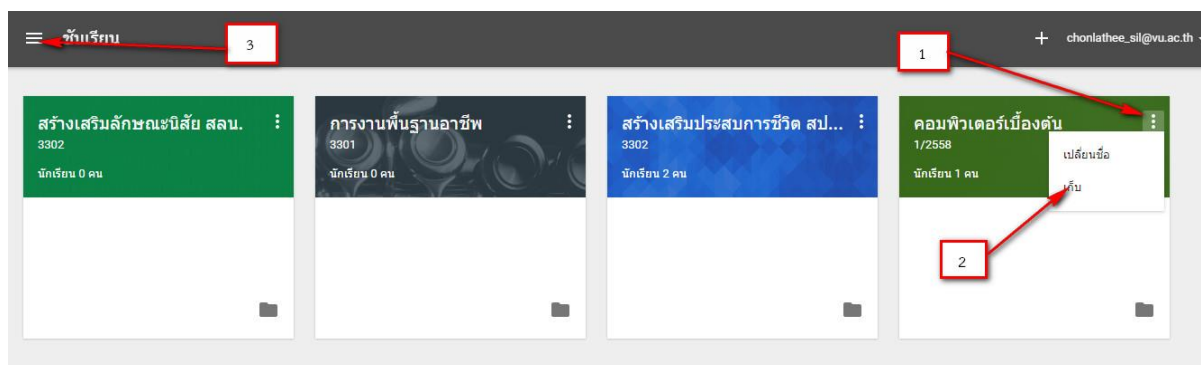 ชั้นเรียน
3
1
+ chonlathee_sil@vu.ac.th
สร้างเสริมลักษณะนิสัย สลน.
3302
นักเรียน 0 คน
การงานพื้นฐานอาชีพ
3301
นักเรียน 0 คน
สร้างเสริมประสบการชีวิต สป...
3302
นักเรียน 2 คน
คอมพิวเตอร์เบื้องต้น
1/2558
นักเรียน 1 คน
เปลี่ยนชื่อ
เก็บ
2